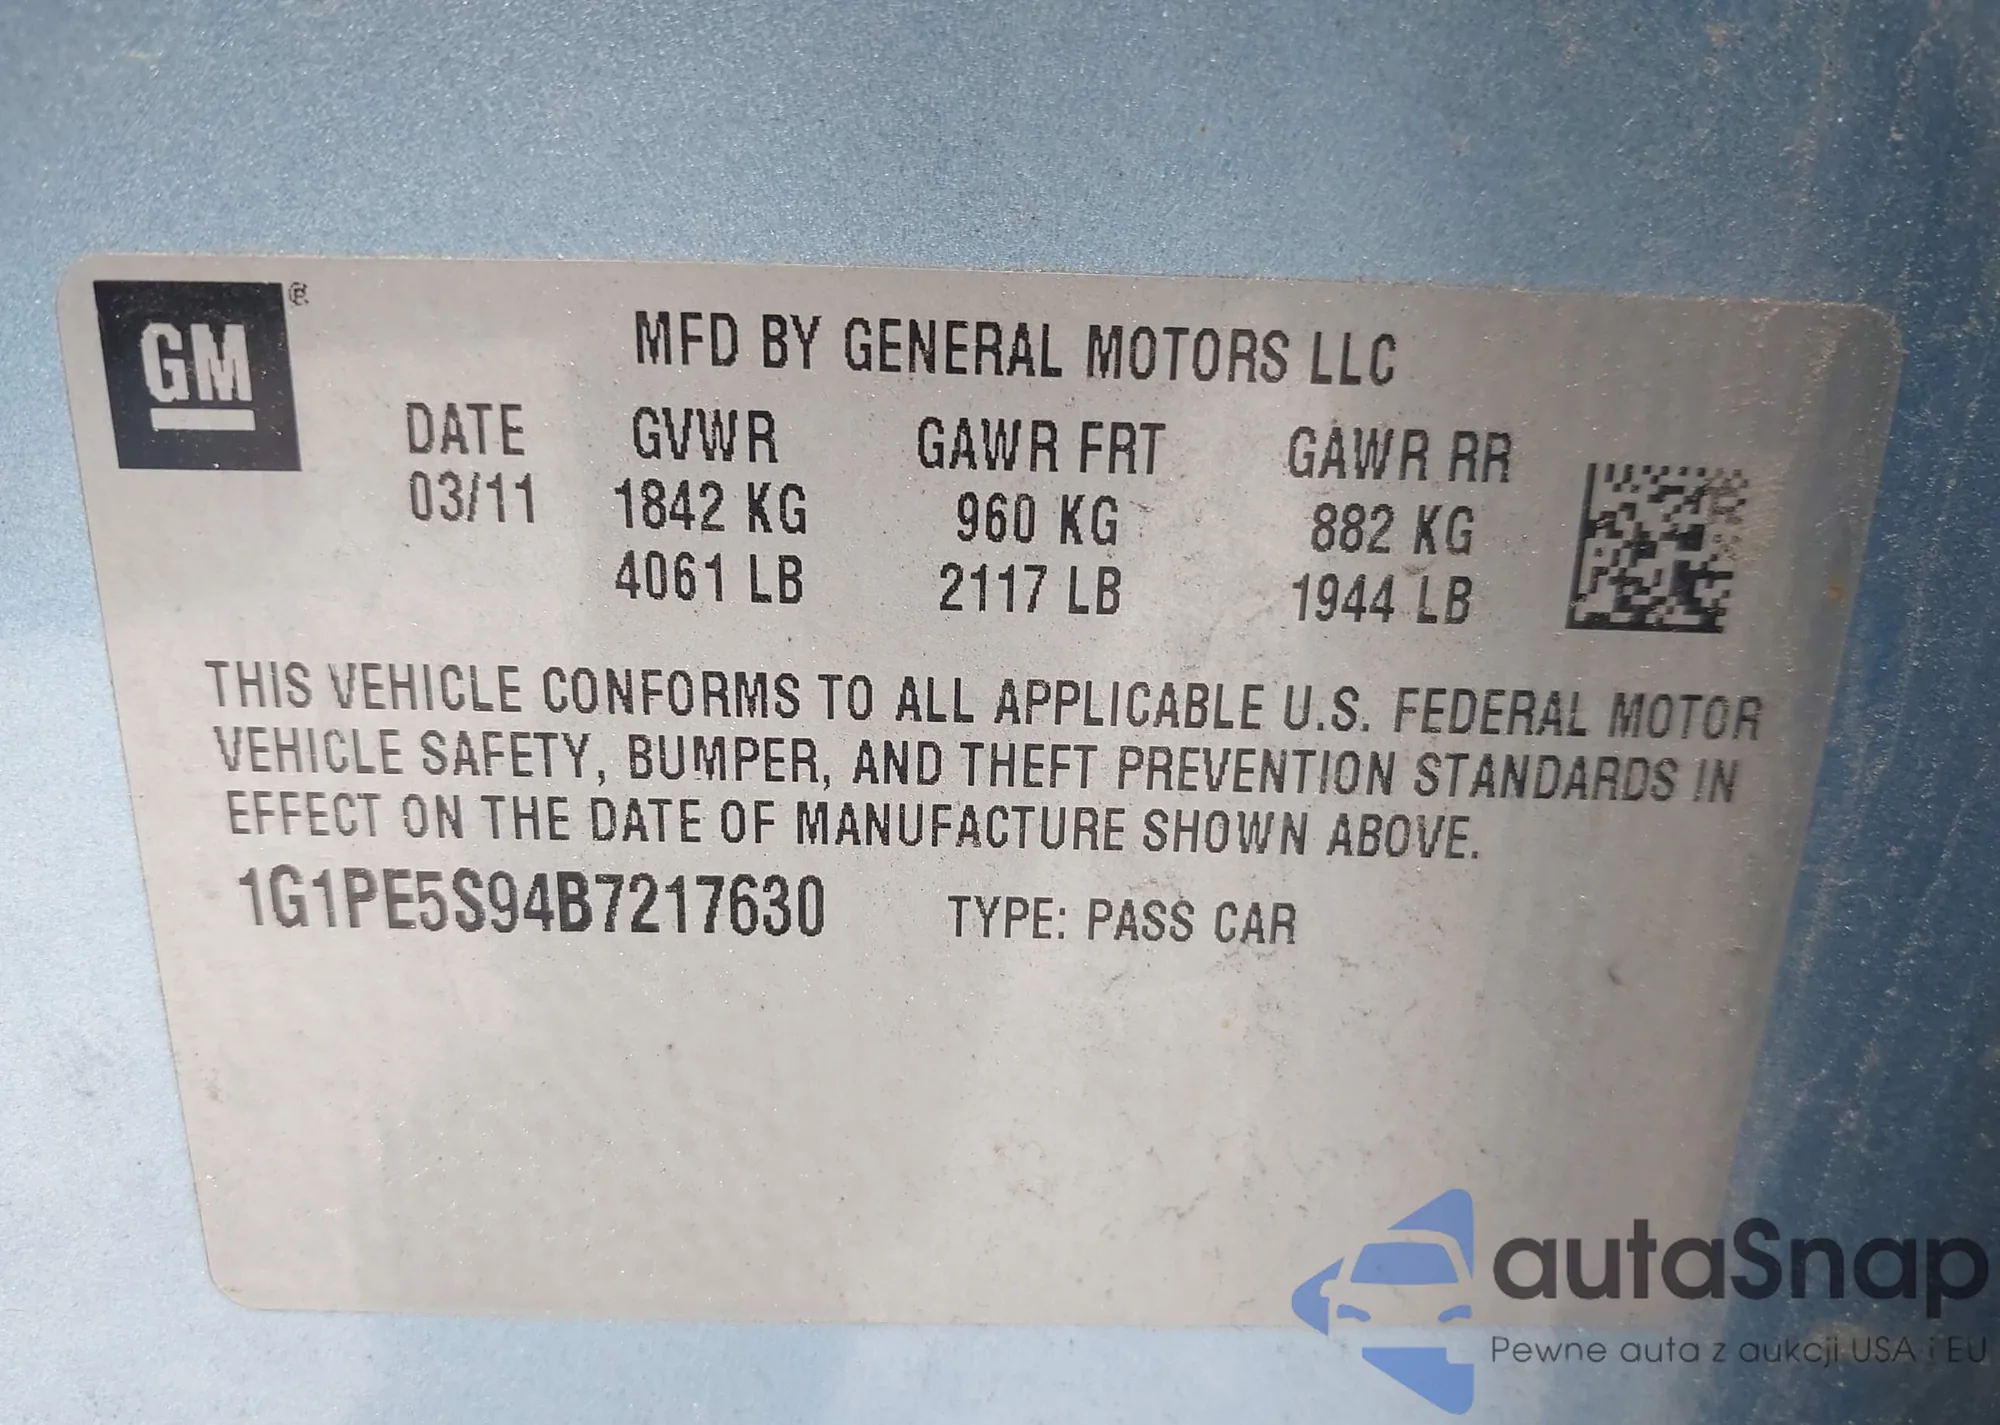 GM®
MFD BY GENERAL MOTORS LLC
DATE GVWR GAWR FRT GAWR RR
03/11 1842 KG 960 KG 882 KG
4061 LB 2117 LB 1944 LB
THIS VEHICLE CONFORMS TO ALL APPLICABLE U.S. FEDERAL MOTOR
VEHICLE SAFETY, BUMPER, AND THEFT PREVENTION STANDARDS IN
EFFECT ON THE DATE OF MANUFACTURE SHOWN ABOVE.
1G1PE5S94B7217630 TYPE: PASS CAR
autaSnap
Pewne auta z aukcji USA i EU